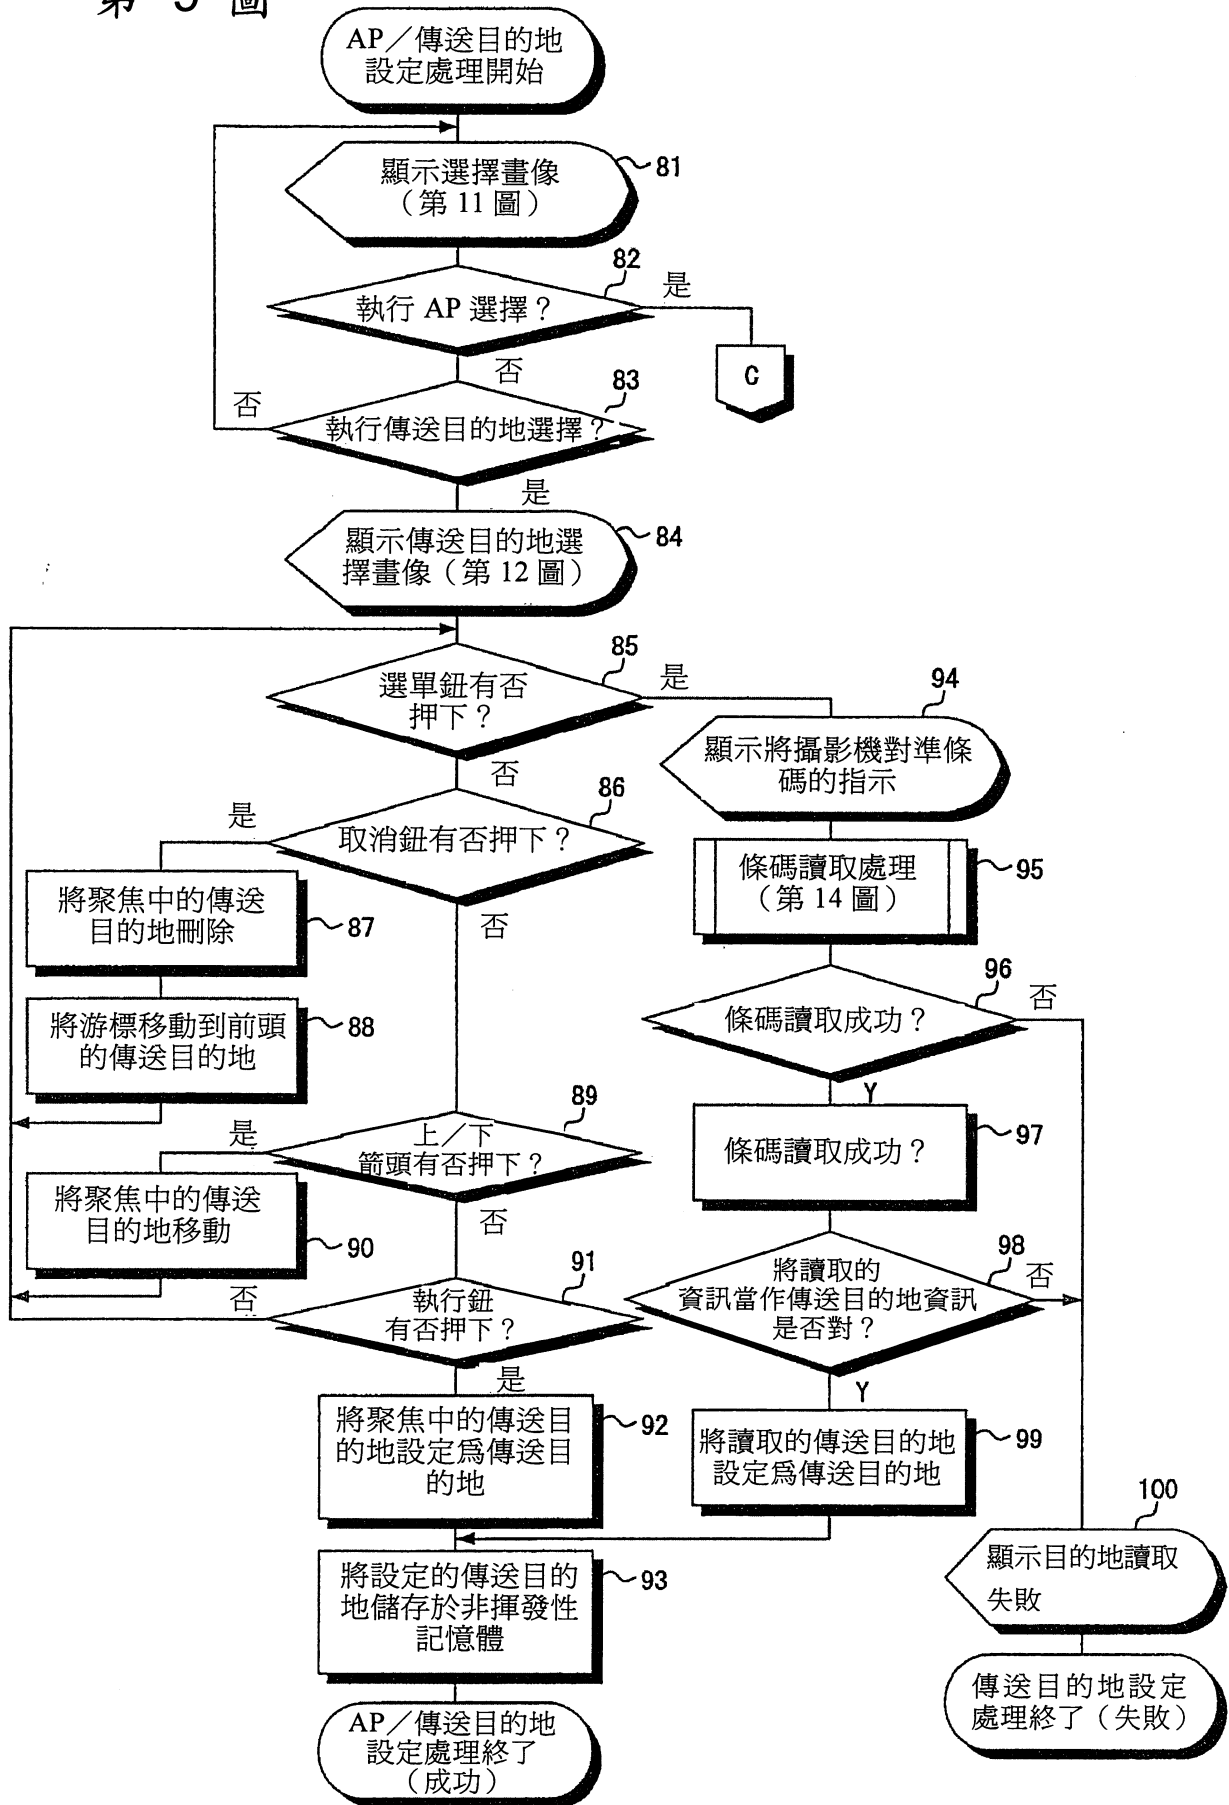 第 5 圖
AP／傳送目的地
設定處理開始
顯示選擇畫像
（第 11 圖）
81
執行 AP 選擇？
82
是
C
否
執行傳送目的地選擇？
83
否
是
顯示傳送目的地選
擇畫像（第 12 圖）
84
選單鈕有否
押下？
85
是
否
取消鈕有否押下？
86
是
否
將聚焦中的傳送
目的地刪除
87
將游標移動到前頭
的傳送目的地
88
上／下
箭頭有否押下？
89
是
否
將聚焦中的傳送
目的地移動
90
執行鈕
有否押下？
91
否
是
將聚焦中的傳送目
的地設定爲傳送目
的地
92
將設定的傳送目的
地儲存於非揮發性
記憶體
93
AP／傳送目的地
設定處理終了
（成功）
顯示將攝影機對準條
碼的指示
94
條碼讀取處理
（第 14 圖）
95
條碼讀取成功？
96
否
Y
條碼讀取成功？
97
將讀取的
資訊當作傳送目的地資訊
是否對？
98
否
Y
將讀取的傳送目的地
設定爲傳送目的地
99
顯示目的地讀取
失敗
100
傳送目的地設定
處理終了（失敗）